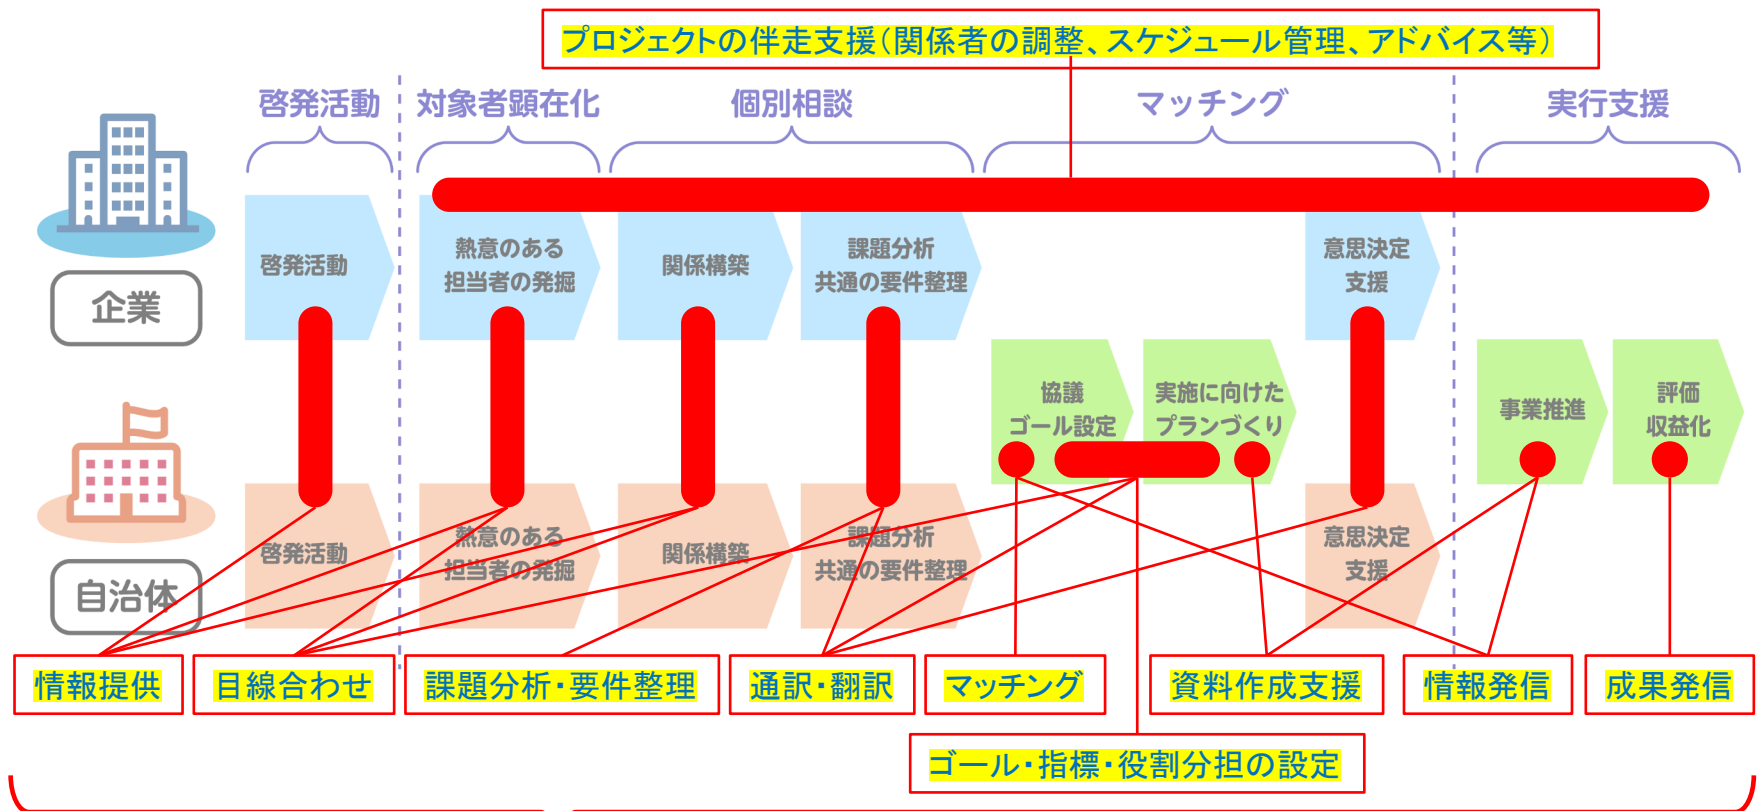 プロジェクトの伴走支援(関係者の調整、スケジュール管理、アドバイス等)
啓発活動
対象者顕在化
個別相談
マッチング
実行支援
企業
啓発活動
熱意のある
担当者の発掘
関係構築
課題分析
共通の要件整理
意思決定
支援
協議
ゴール設定
実施に向けた
プランづくり
事業推進
評価
収益化
自治体
啓発活動
熱意のある
担当者の発掘
関係構築
課題分析
共通の要件整理
意思決定
支援
情報提供
目線合わせ
課題分析・要件整理
通訳・翻訳
マッチング
資料作成支援
情報発信
成果発信
ゴール・指標・役割分担の設定